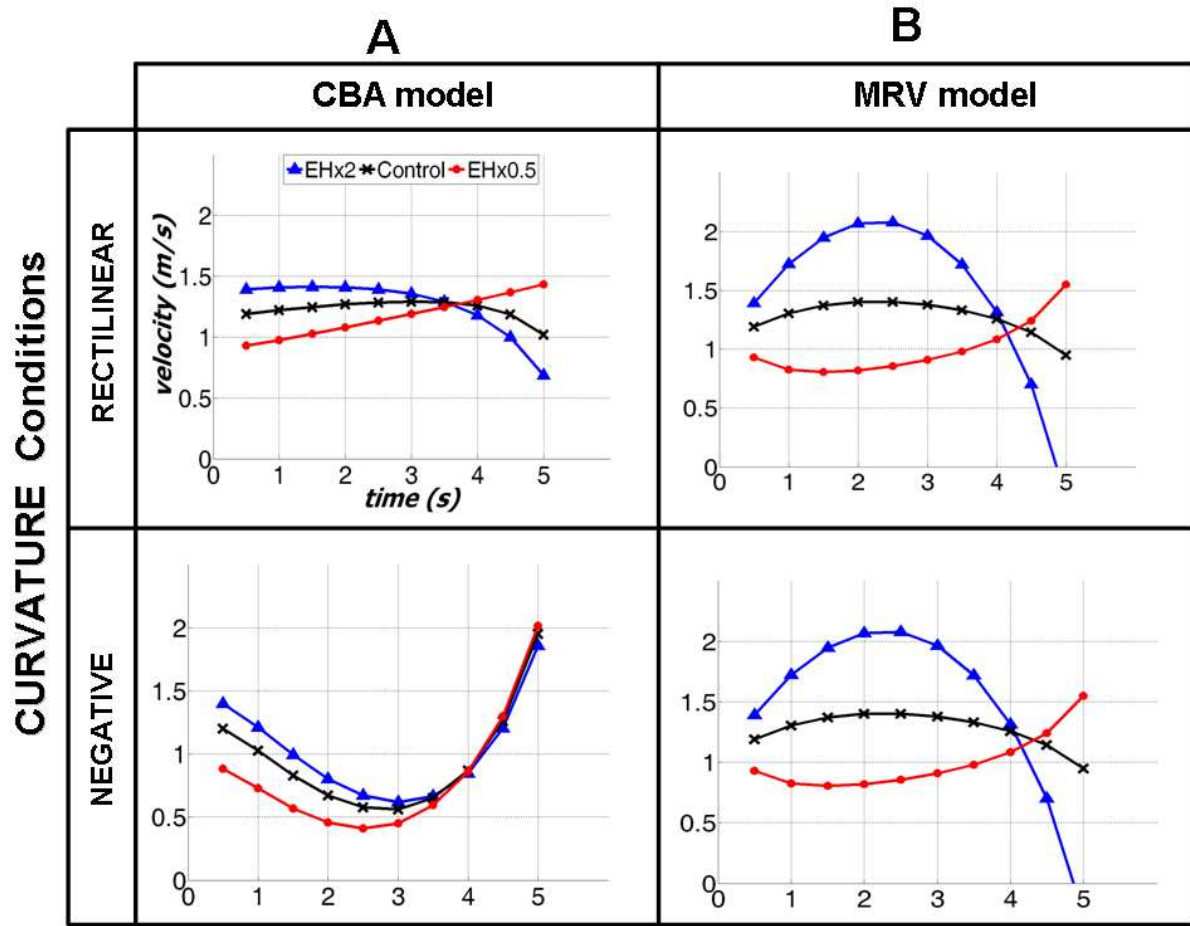 A
B
CBA model
MRV model
CURVATURE Conditions
RECTILINEAR
EHx2 Control EHx0.5
velocity (m/s)
2
1.5
1
0.5
0
0 1 2 3 4 5
time (s)
2
1.5
1
0.5
0
0 1 2 3 4 5
NEGATIVE
2
1.5
1
0.5
0
0 1 2 3 4 5
2
1.5
1
0.5
0
0 1 2 3 4 5